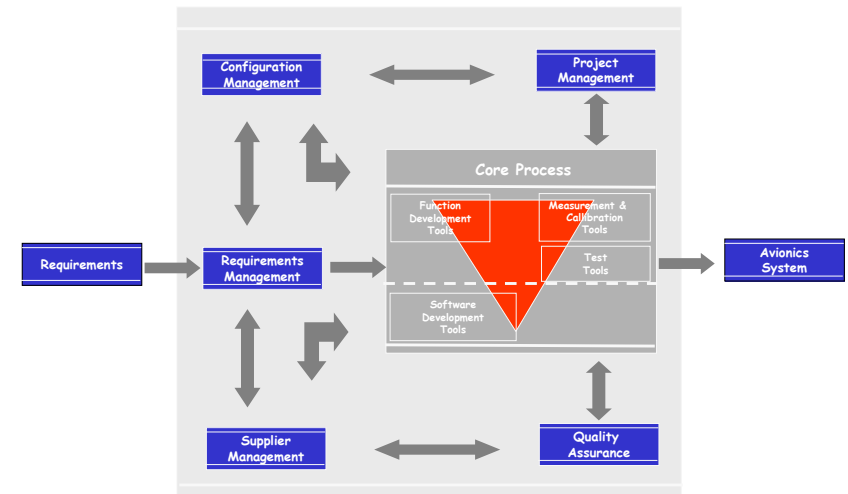 Configuration
Management
Project
Management
Core Process
Function
Development
Tools
Measurement &
Callibration
Tools
Requirements
Requirements
Management
Test
Tools
Avionics
System
Software
Development
Tools
Supplier
Management
Quality
Assurance